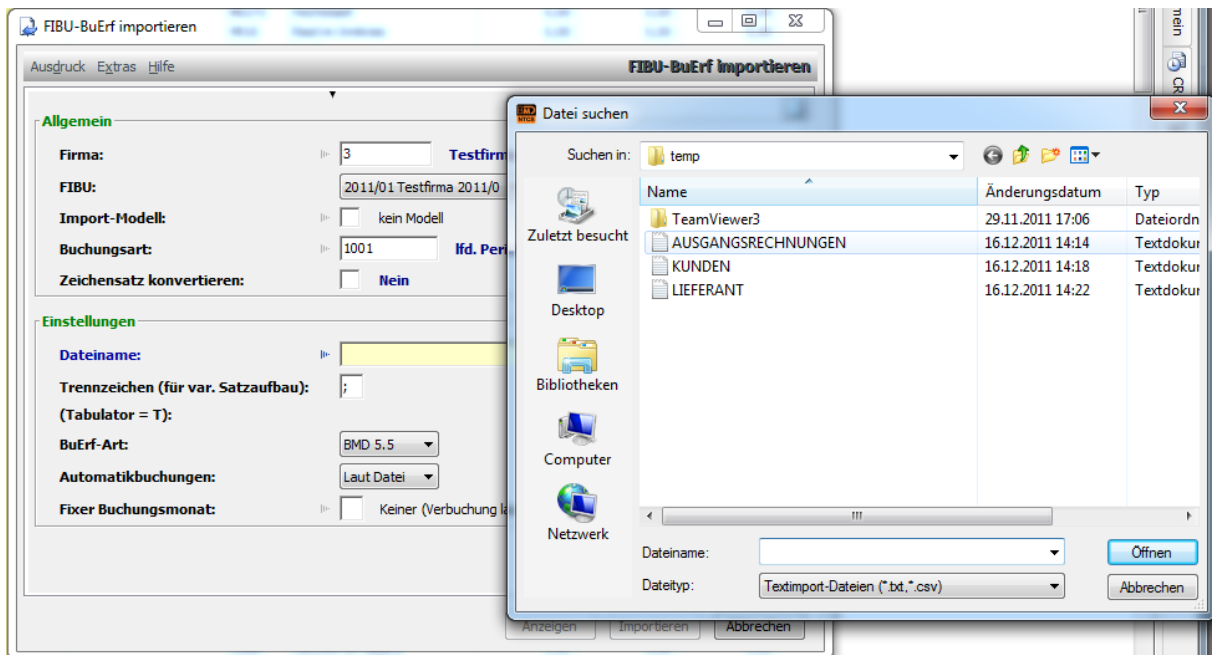 FIBU-BuErf importieren
Ausdruck Extras Hilfe
FIBU-BuErf importieren
Allgemein
Firma: 3 Testfirm
FIBU: 2011/01 Testfirma 2011/0
Import-Modell: kein Modell
Buchungsart: 1001 lfd. Peri
Zeichensatz konvertieren: Nein
Einstellungen
Dateiname:
Trennzeichen (für var. Satzaufbau): ;
(Tabulator = T):
BuErf-Art: BMD 5.5
Automatikbuchungen: Laut Datei
Fixer Buchungsmonat: Keiner (Verbuchung la
Anzeigen Importieren Abbrechen
BMD
NTCS
Datei suchen
Suchen in: temp
Zuletzt besucht
Desktop
Bibliotheken
Computer
Netzwerk
Name Änderungsdatum Typ
TeamViewer3 29.11.2011 17:06 Dateiordn
AUSGANGSRECHNUNGEN 16.12.2011 14:14 Textdokur
KUNDEN 16.12.2011 14:18 Textdokur
LIEFERANT 16.12.2011 14:22 Textdokur
Dateiname: Öffnen
Dateityp: Textimport-Dateien (*.txt,*.csv) Abbrechen
mein
CR